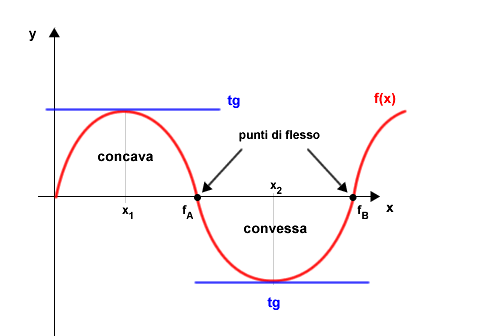 y
tg
f(x)
punti di flesso
concava
x2
x1
fA
fB
x
convessa
tg